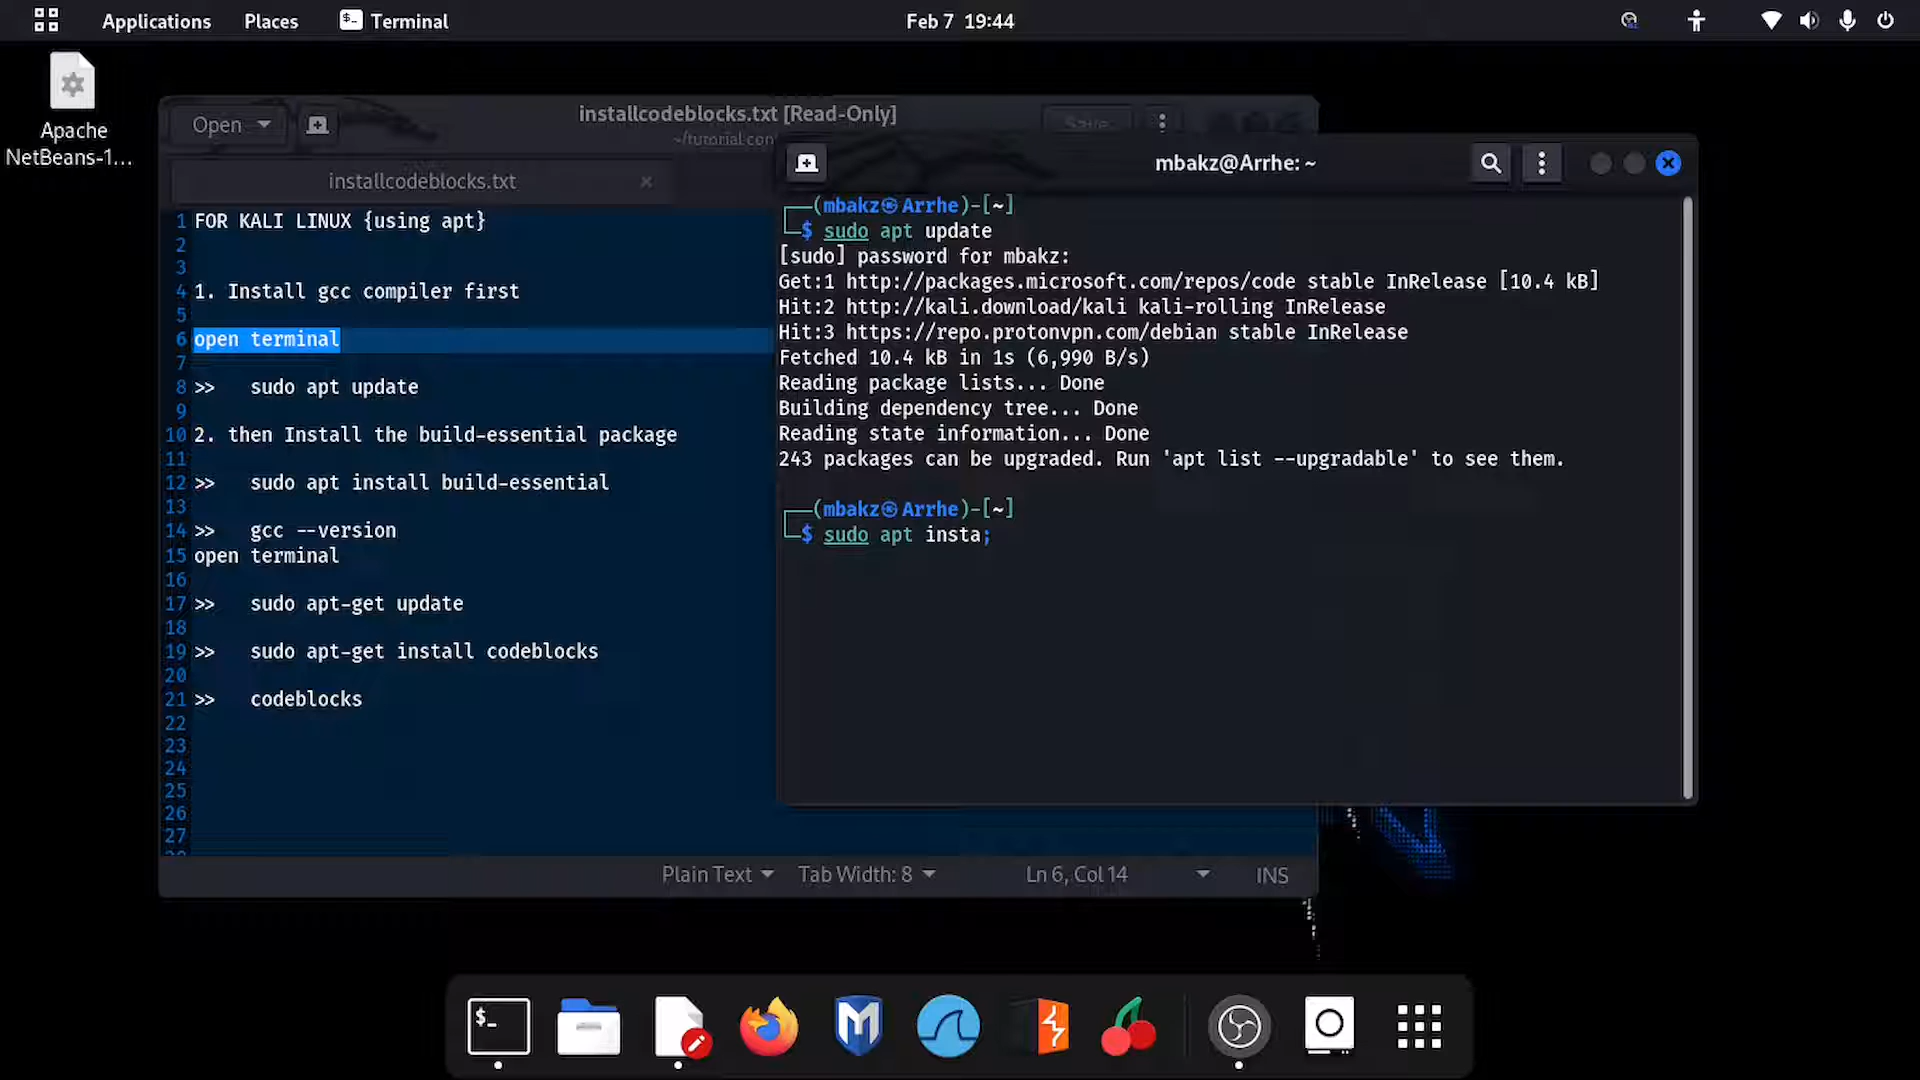 Applications Places Terminal Feb 7 19:44
Apache
NetBeans-1...
Open installcodeblocks.txt [Read-Only] Save
~/tutorial con
installcodeblocks.txt
1 FOR KALI LINUX {using apt}
2
3
4 1. Install gcc compiler first
5
6 open terminal
7
8 >> sudo apt update
9
10 2. then Install the build-essential package
11
12 >> sudo apt install build-essential
13
14 >> gcc --version
15 open terminal
16
17 >> sudo apt-get update
18
19 >> sudo apt-get install codeblocks
20
21 >> codeblocks
22
23
24
25
26
27
Plain Text Tab Width: 8 Ln 6, Col 14 INS
mbakz@Arrhe: ~
┌──(mbakz㉿Arrhe)-[~]
└─$ sudo apt update
[sudo] password for mbakz:
Get:1 http://packages.microsoft.com/repos/code stable InRelease [10.4 kB]
Hit:2 http://kali.download/kali kali-rolling InRelease
Hit:3 https://repo.protonvpn.com/debian stable InRelease
Fetched 10.4 kB in 1s (6,990 B/s)
Reading package lists... Done
Building dependency tree... Done
Reading state information... Done
243 packages can be upgraded. Run 'apt list --upgradable' to see them.
┌──(mbakz㉿Arrhe)-[~]
└─$ sudo apt insta;
$-
M